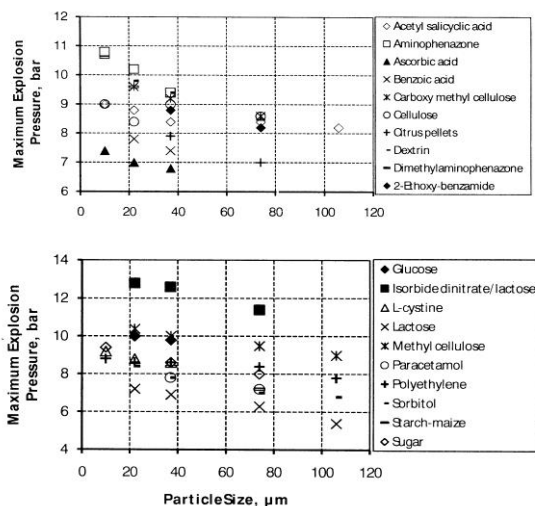 Maximum Explosion
Pressure, bar
12
11
10
9
8
7
6
0 20 40 60 80 100 120
Acetyl salicyclic acid
Aminophenazone
Ascorbic acid
Benzoic acid
Carboxy methyl cellulose
Cellulose
Citrus pellets
Dextrin
Dimethylaminophenazone
2-Ethoxy-benzamide
Maximum Explosion
Pressure, bar
14
12
10
8
6
4
0 20 40 60 80 100 120
ParticleSize, µm
Glucose
Isorbide dinitrate/lactose
L-cystine
Lactose
Methyl cellulose
Paracetamol
Polyethylene
Sorbitol
Starch-maize
Sugar